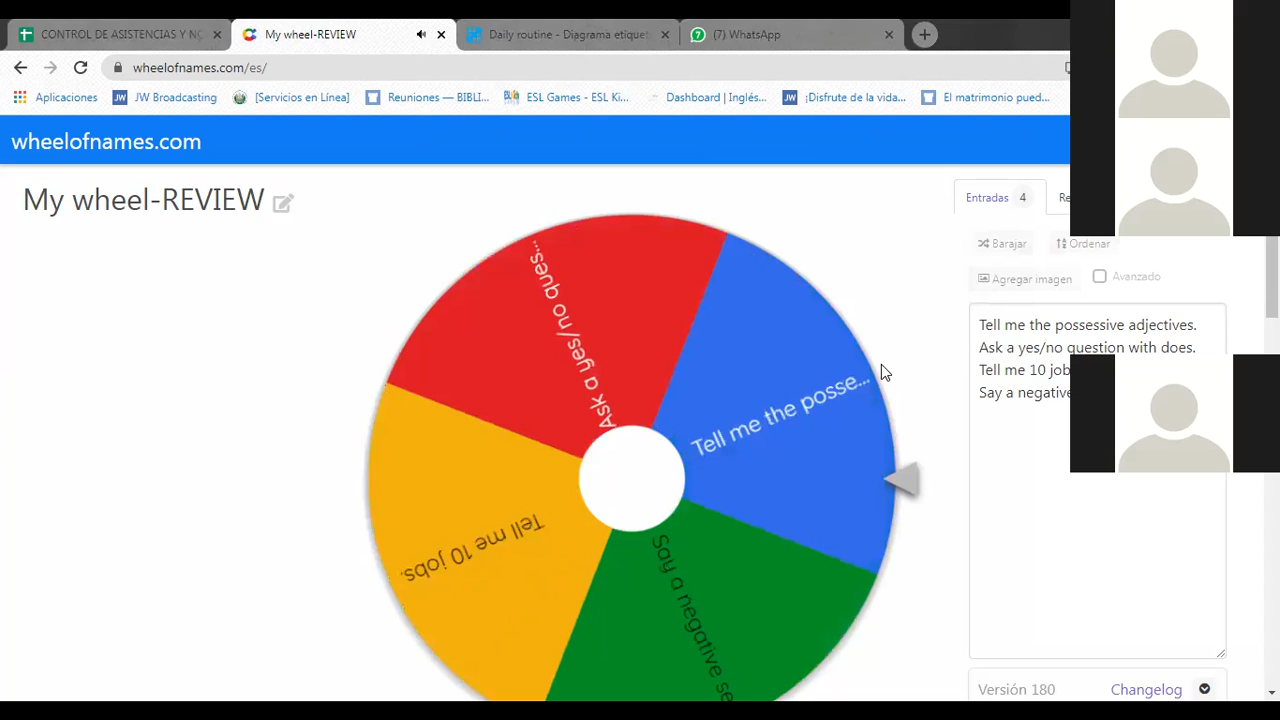 CONTROL DE ASISTENCIAS Y N
My wheel-REVIEW
Daily routine - Diagrama etique
(7) WhatsApp
wheelofnames.com/es/
Aplicaciones
JW Broadcasting
[Servicios en Línea]
Reuniones — BIBLI...
ESL Games - ESL Ki...
Dashboard | Inglés...
¡Disfrute de la vida...
El matrimonio pued...
wheelofnames.com
My wheel-REVIEW
Entradas 4
Re
Barajar
Ordenar
Agregar imagen
Avanzado
Tell me the possessive adjectives.
Ask a yes/no question with does.
Tell me 10 job
Say a negative
Ask a yes/no ques...
Tell me the posse...
Tell me 10 jobs.
Say a negative se
Versión 180
Changelog